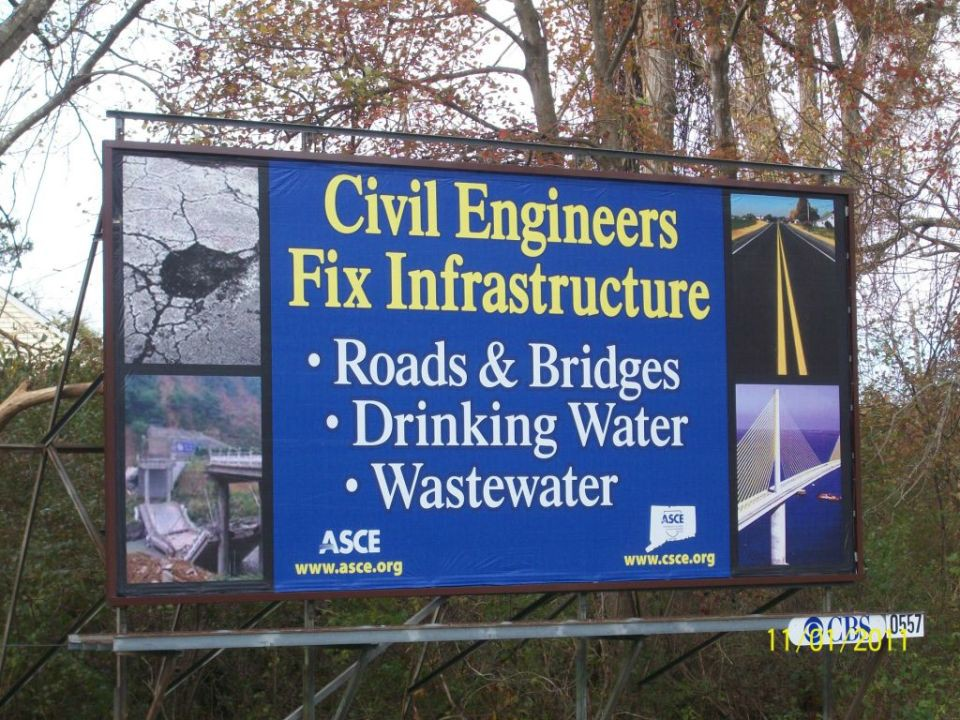 Civil Engineers
Fix Infrastructure
• Roads & Bridges
• Drinking Water
• Wastewater
ASCE
www.asce.org
ASCE
www.csce.org
CBS 0557
11/01/2011